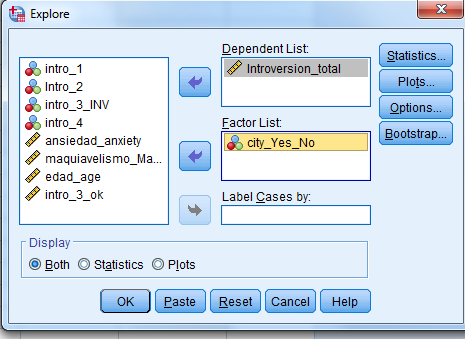 Explore
Dependent List:
Introversion_total
intro_1
Intro_2
intro_3_INV
intro_4
ansiedad_anxiety
maquiavelismo_Ma...
edad_age
intro_3_ok
Factor List:
city_Yes_No
Label Cases by:
Statistics...
Plots...
Options...
Bootstrap...
Display
Both Statistics Plots
OK Paste Reset Cancel Help